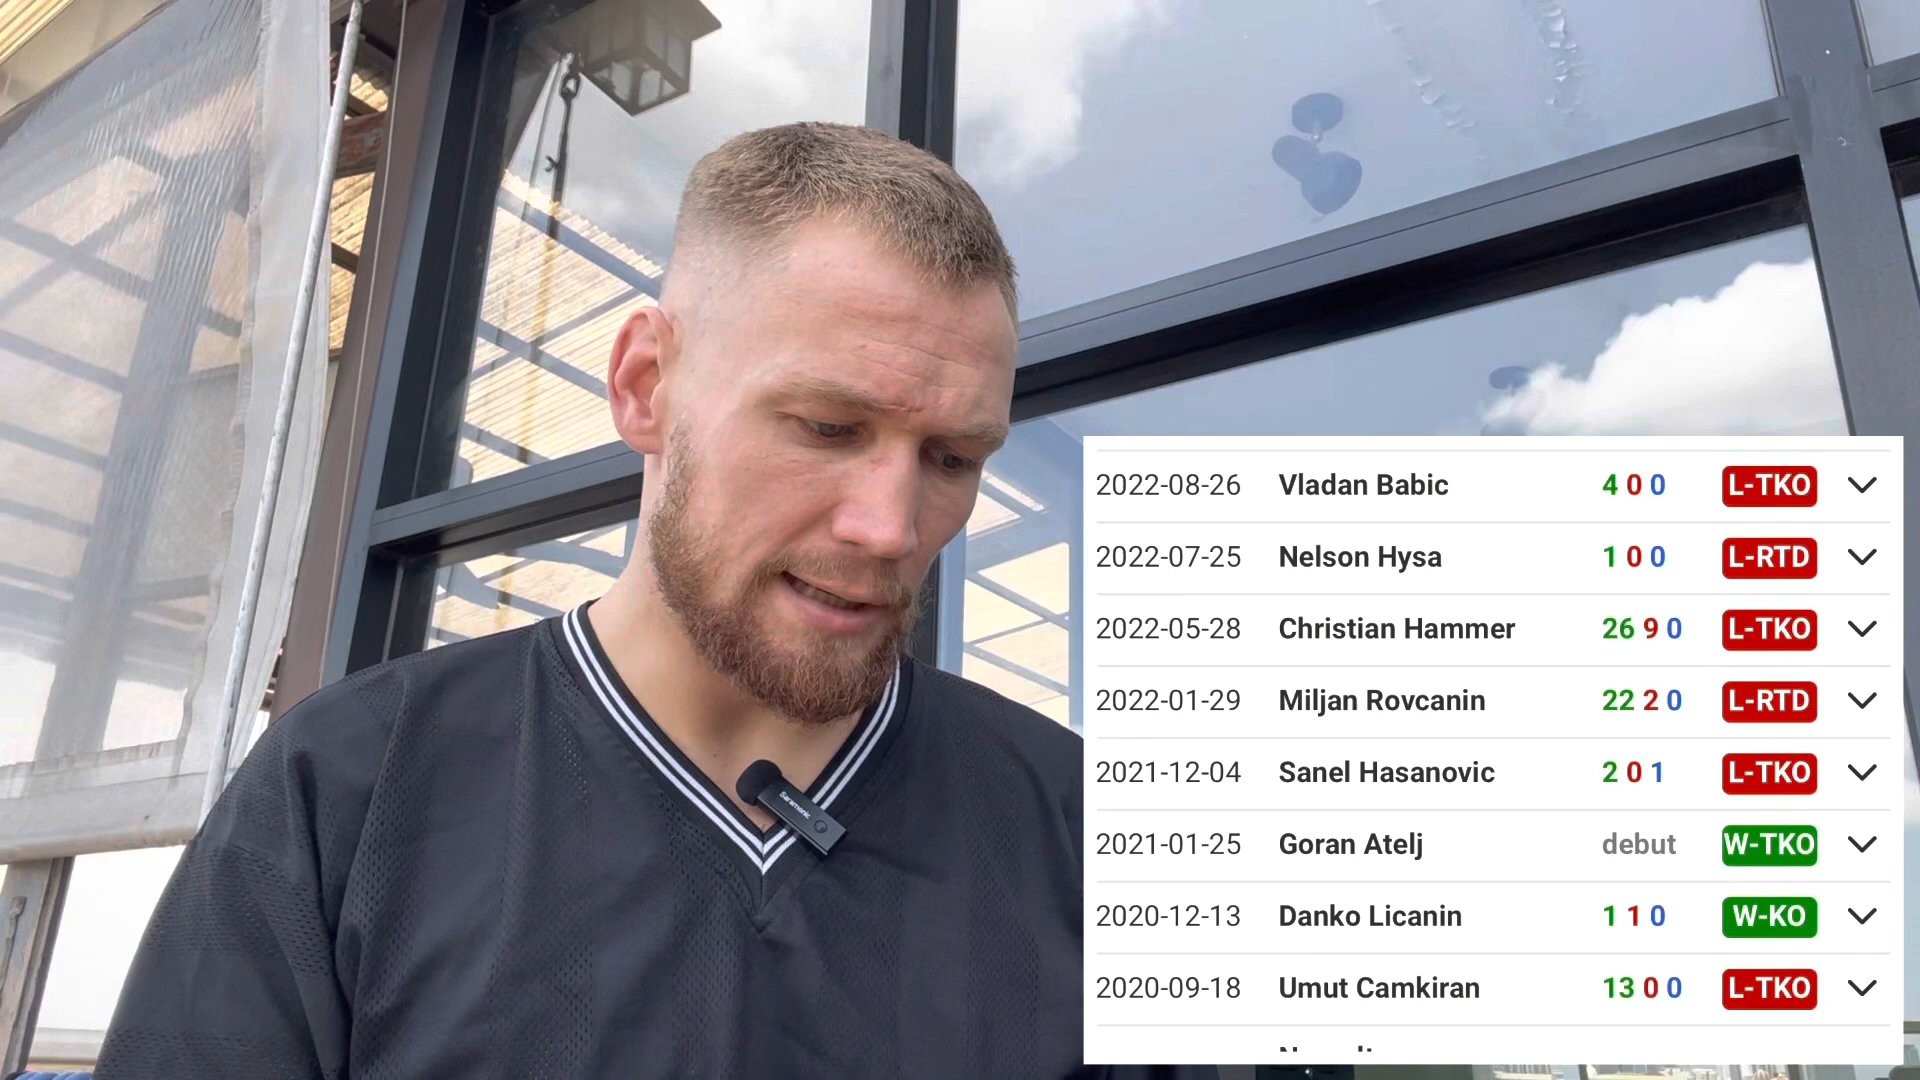 2022-08-26 Vladan Babic 4 0 0 L-TKO
2022-07-25 Nelson Hysa 1 0 0 L-RTD
2022-05-28 Christian Hammer 26 9 0 L-TKO
2022-01-29 Miljan Rovcanin 22 2 0 L-RTD
2021-12-04 Sanel Hasanovic 2 0 1 L-TKO
2021-01-25 Goran Atelj debut W-TKO
2020-12-13 Danko Licanin 1 1 0 W-KO
2020-09-18 Umut Camkiran 13 0 0 L-TKO
Saramonic